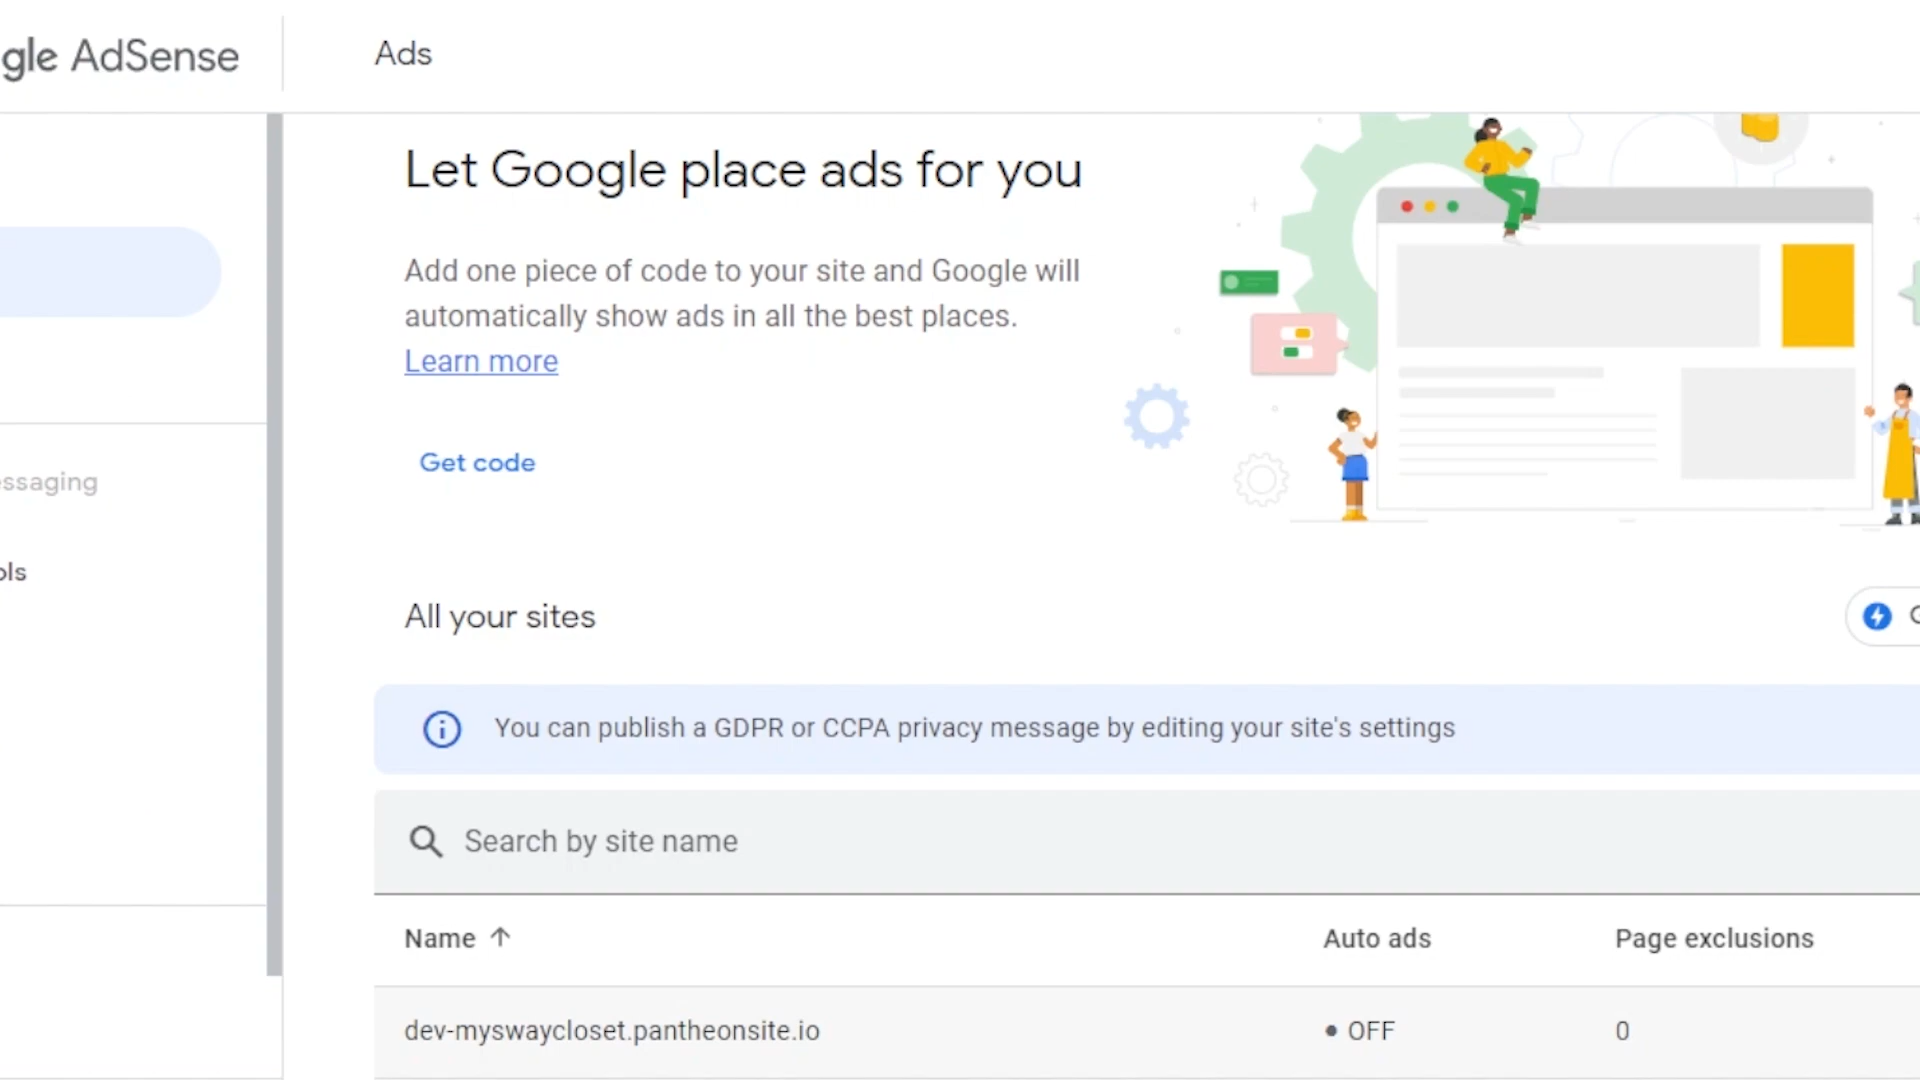 gle AdSense
Ads
Let Google place ads for you
Add one piece of code to your site and Google will
automatically show ads in all the best places.
Learn more
Get code
essaging
ols
All your sites
You can publish a GDPR or CCPA privacy message by editing your site's settings
Search by site name
Name Auto ads Page exclusions
dev-myswaycloset.pantheonsite.io OFF 0